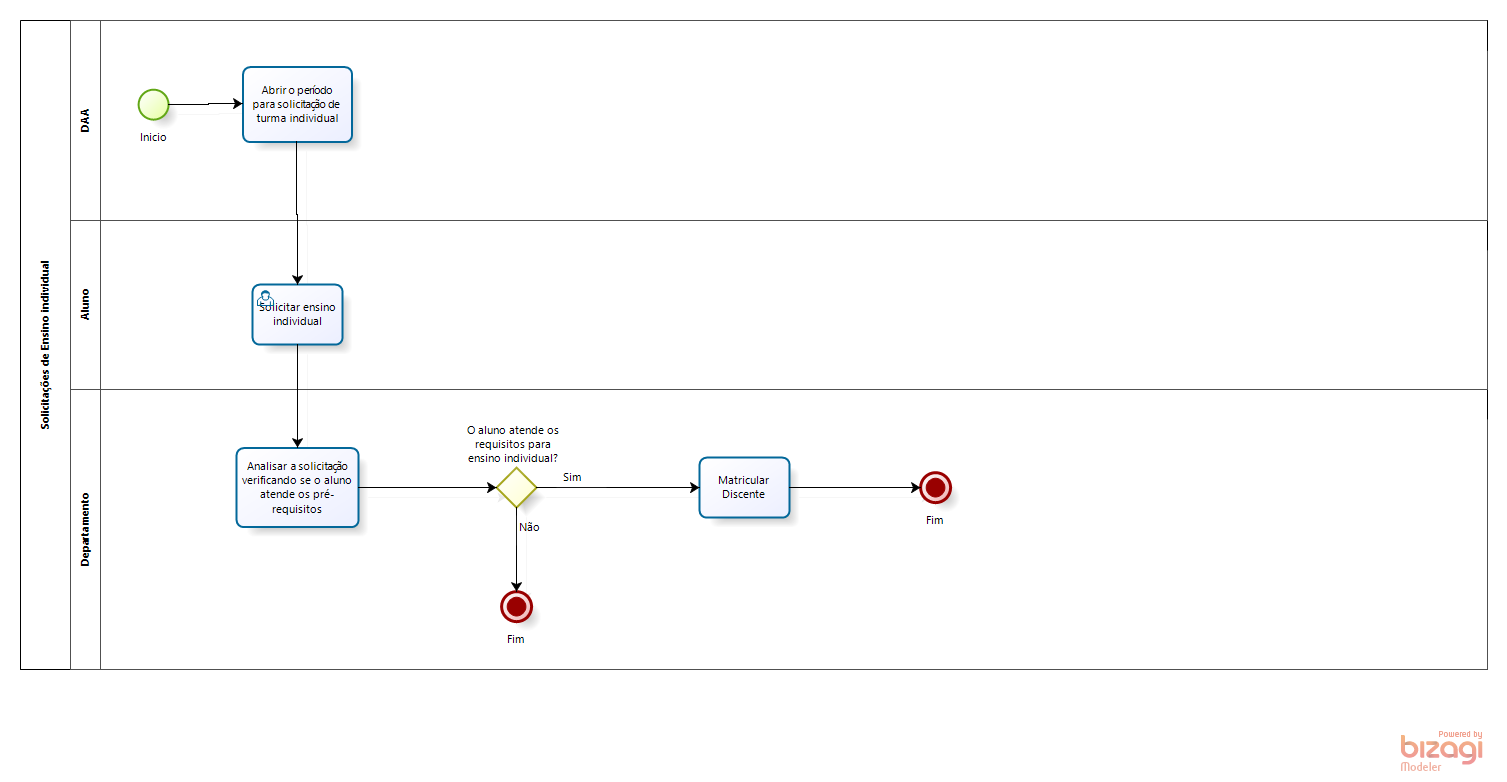 Solicitações de Ensino individual
DAA
Inicio
Abrir o período
para solicitação de
turma individual
Aluno
Solicitar ensino
individual
Departamento
Analisar a solicitação
verificando se o aluno
atende os pré-
requisitos
O aluno atende os
requisitos para
ensino individual?
Sim
Não
Matricular
Discente
Fim
Fim
Powered by
bizagi
Modeler